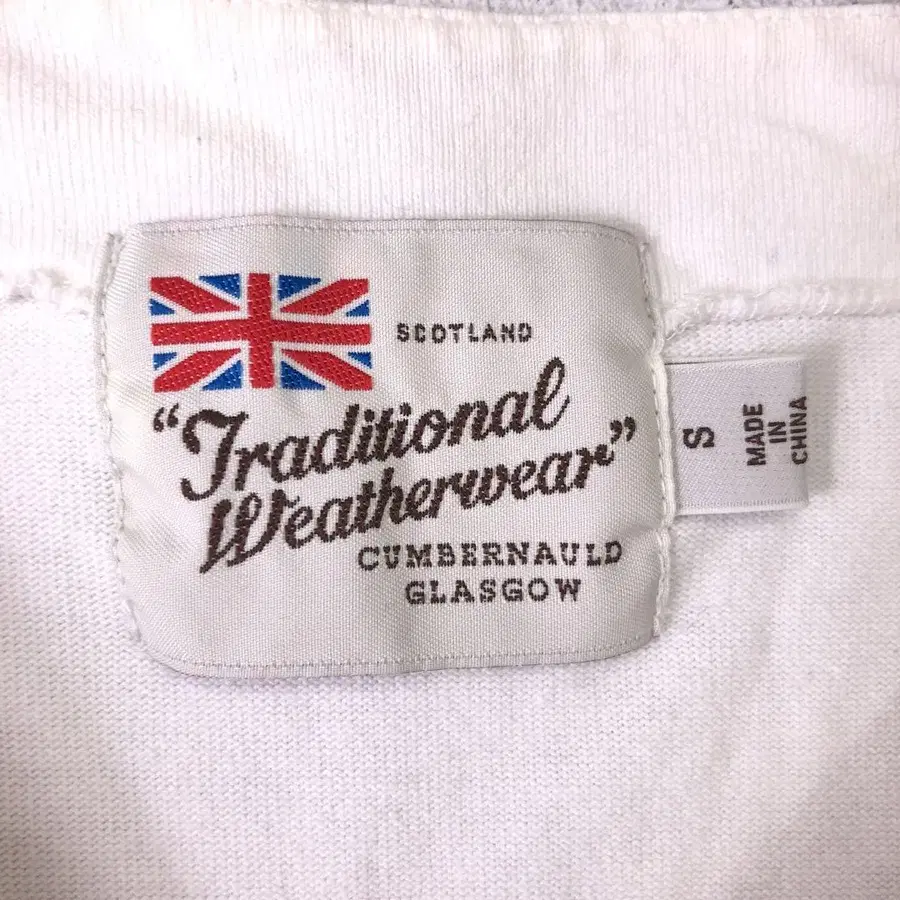 SCOTLAND
"Traditional
Weatherwear"
CUMBERNAULD
GLASGOW
S
MADE
IN
CHINA